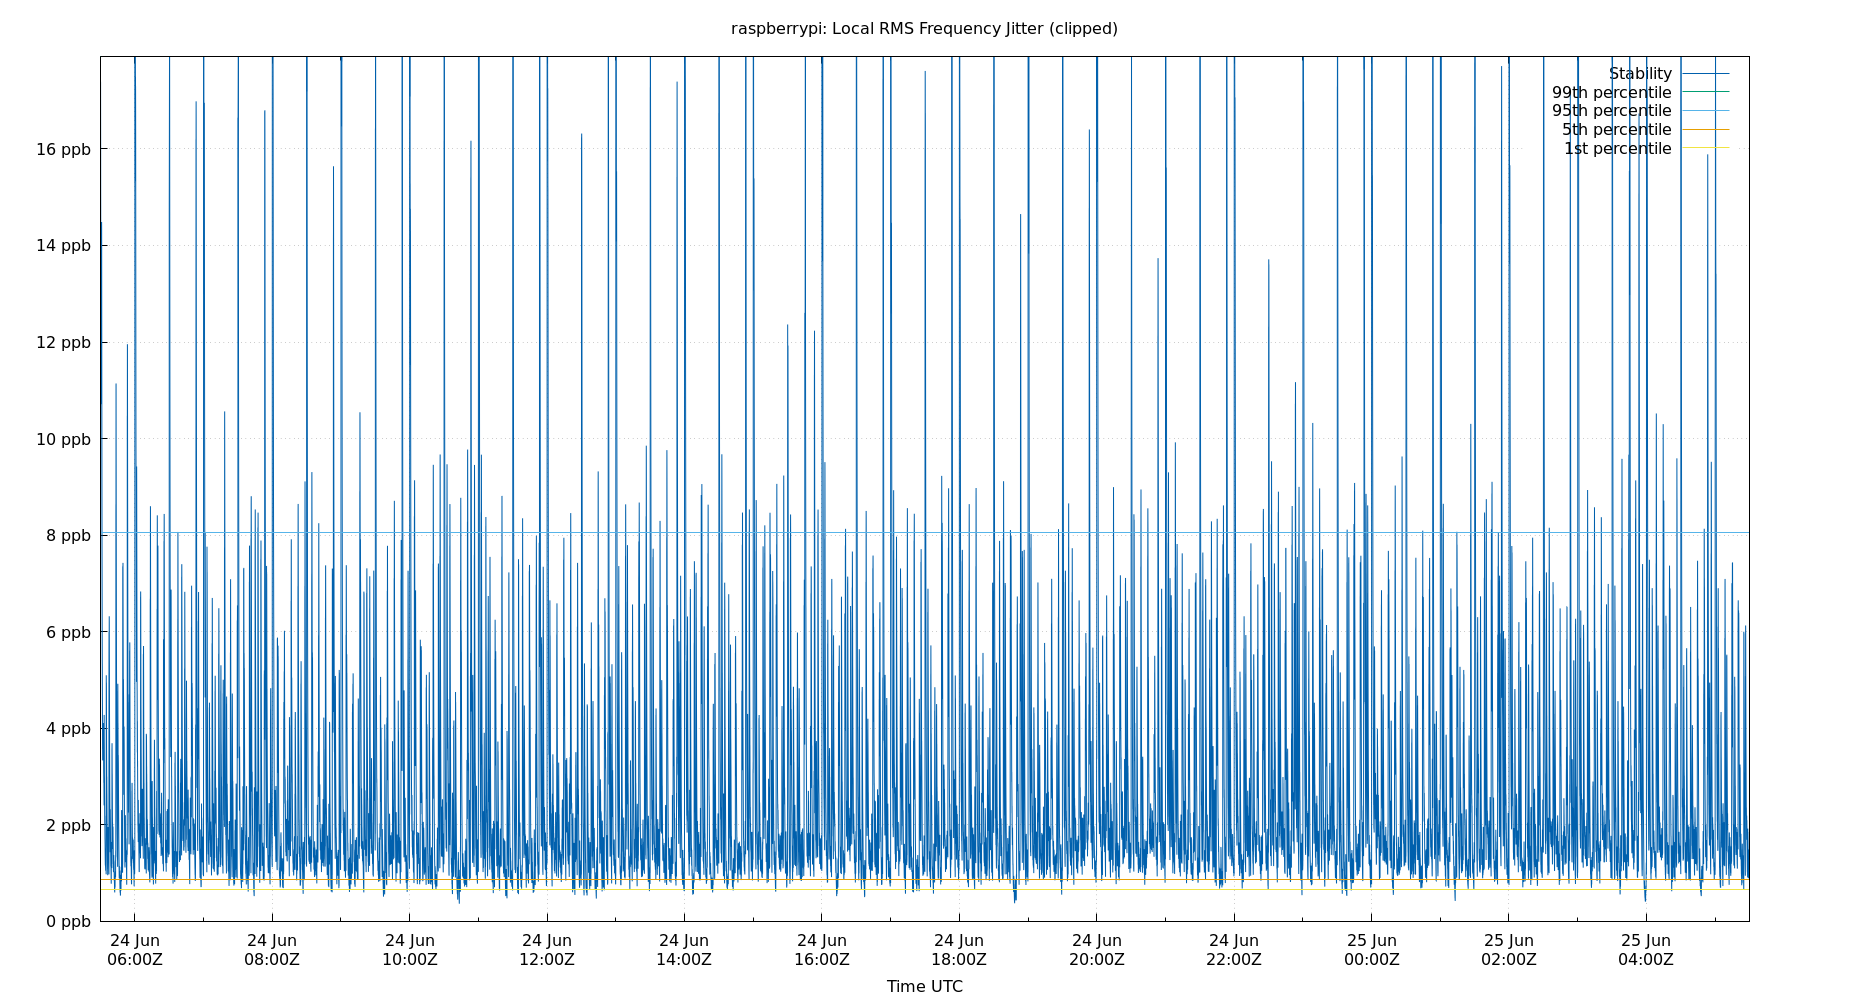 raspberrypi: Local RMS Frequency Jitter (clipped)
Stability
99th percentile
95th percentile
5th percentile
1st percentile
16 ppb
14 ppb
12 ppb
10 ppb
8 ppb
6 ppb
4 ppb
2 ppb
0 ppb
24 Jun 24 Jun 24 Jun 24 Jun 24 Jun 24 Jun 24 Jun 24 Jun 24 Jun 25 Jun 25 Jun 25 Jun
06:00Z 08:00Z 10:00Z 12:00Z 14:00Z 16:00Z 18:00Z 20:00Z 22:00Z 00:00Z 02:00Z 04:00Z
Time UTC